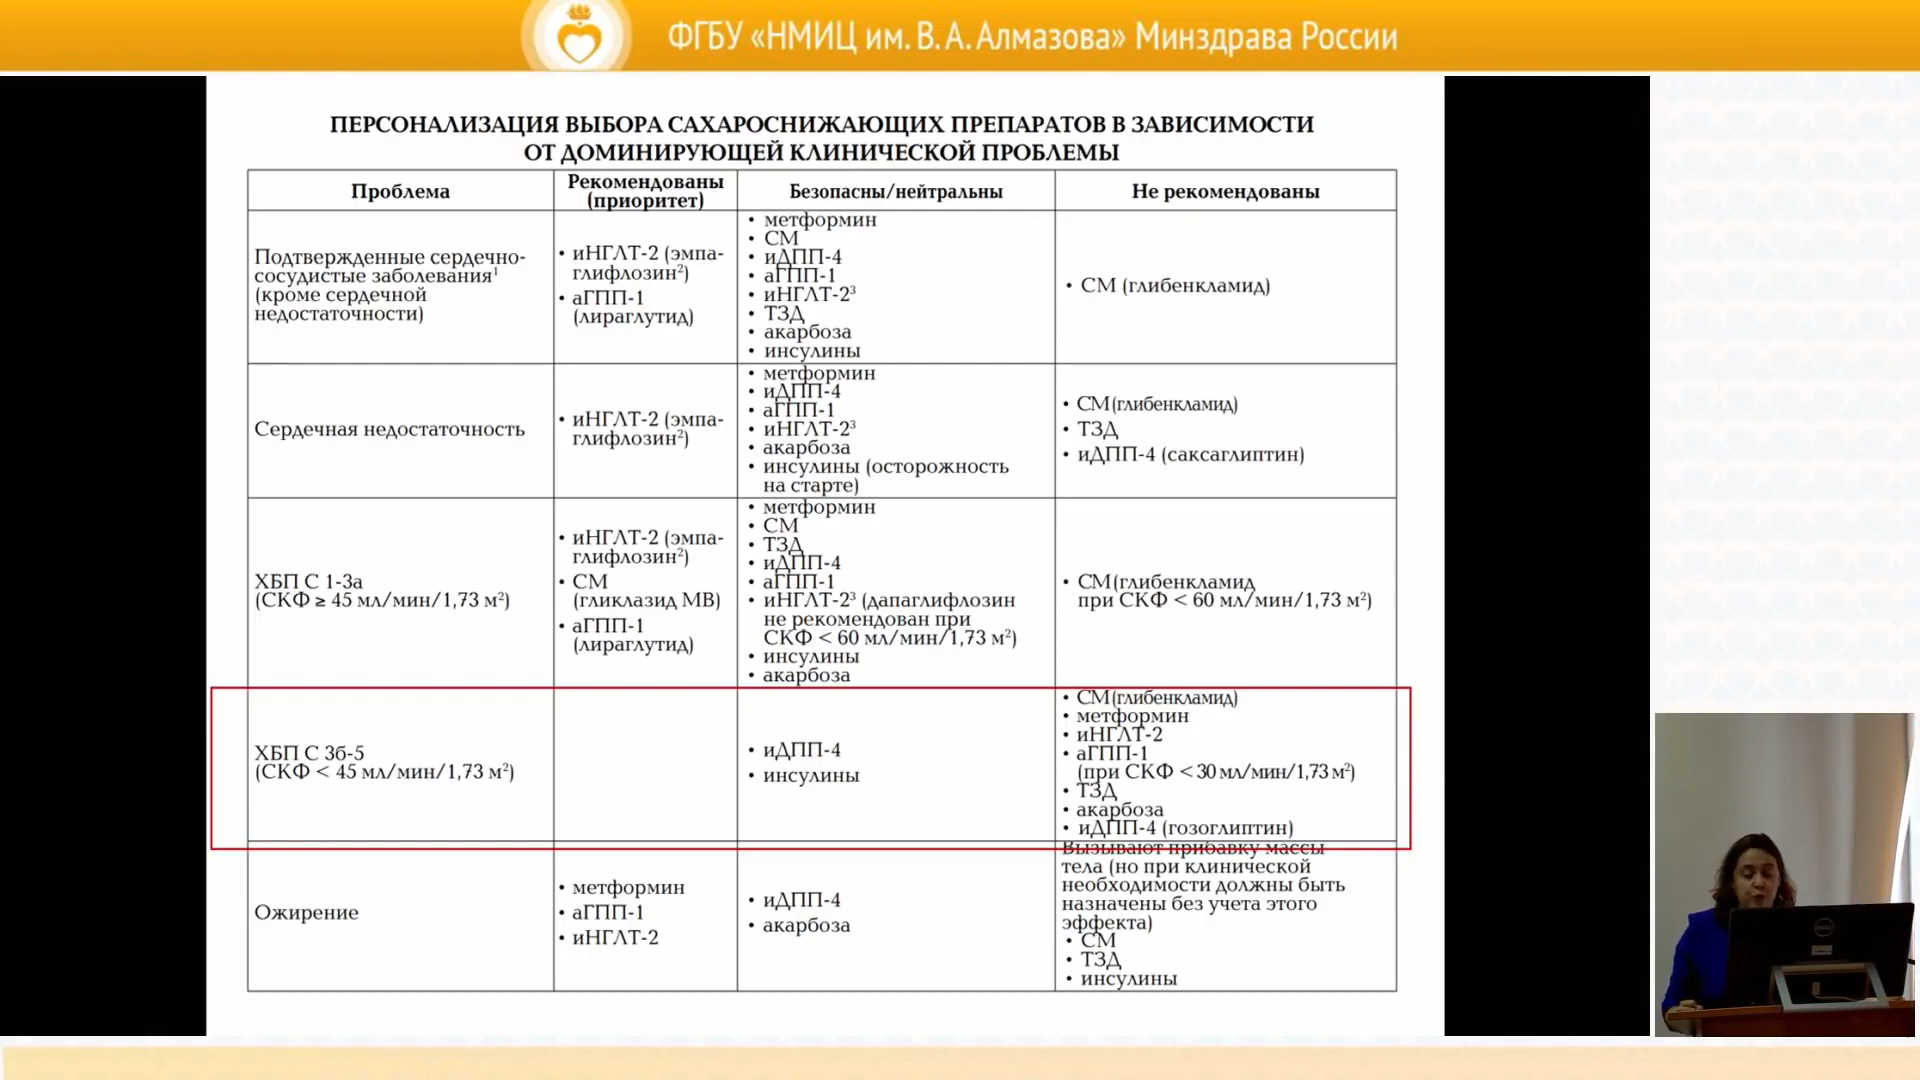 ФГБУ «НМИЦ им. В. А. Алмазова» Минздрава России
ПЕРСОНАЛИЗАЦИЯ ВЫБОРА САХАРОСНИЖАЮЩИХ ПРЕПАРАТОВ В ЗАВИСИМОСТИ
ОТ ДОМИНИРУЮЩЕЙ КЛИНИЧЕСКОЙ ПРОБЛЕМЫ
Проблема
Рекомендованы
(приоритет)
Безопасны/нейтральны
Не рекомендованы
Подтвержденные сердечно-
сосудистые заболевания¹
(кроме сердечной
недостаточности)
• иНГЛТ-2 (эмпа-
глифлозин²)
• аГПП-1
(лираглутид)
• метформин
• СМ
• иДПП-4
• аГПП-1
• иНГЛТ-2³
• ТЗД
• акарбоза
• инсулины
• СМ (глибенкламид)
Сердечная недостаточность
• иНГЛТ-2 (эмпа-
глифлозин²)
• метформин
• иДПП-4
• аГПП-1
• иНГЛТ-2³
• акарбоза
• инсулины (осторожность
на старте)
• СМ (глибенкламид)
• ТЗД
• иДПП-4 (саксаглиптин)
ХБП С 1-3а
(СКФ ≥ 45 мл/мин/1,73 м²)
• иНГЛТ-2 (эмпа-
глифлозин²)
• СМ
(гликлазид МВ)
• аГПП-1
(лираглутид)
• метформин
• СМ
• ТЗД
• иДПП-4
• аГПП-1
• иНГЛТ-2³ (дапаглифлозин
не рекомендован при
СКФ < 60 мл/мин/1,73 м²)
• инсулины
• акарбоза
• СМ (глибенкламид
при СКФ < 60 мл/мин/1,73 м²)
ХБП С 3б-5
(СКФ < 45 мл/мин/1,73 м²)
• иДПП-4
• инсулины
• СМ (глибенкламид)
• метформин
• иНГЛТ-2
• аГПП-1
(при СКФ < 30 мл/мин/1,73 м²)
• ТЗД
• акарбоза
• иДПП-4 (гозоглиптин)
Ожирение
• метформин
• аГПП-1
• иНГЛТ-2
• иДПП-4
• акарбоза
Вызывают прибавку массы
тела (но при клинической
необходимости должны быть
назначены без учета этого
эффекта)
• СМ
• ТЗД
• инсулины